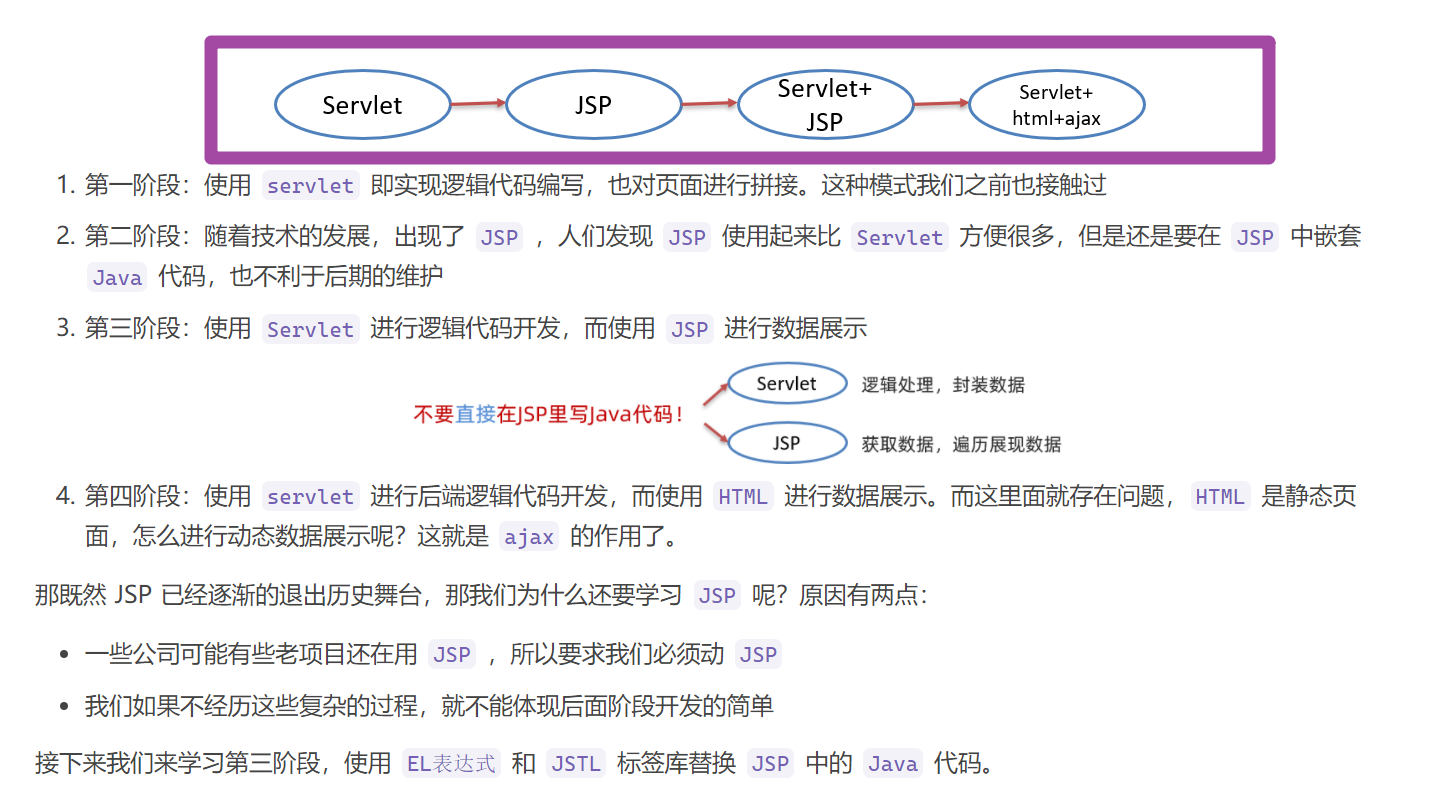 Servlet
JSP
Servlet+
JSP
Servlet+
html+ajax
1. 第一阶段：使用 servlet 即实现逻辑代码编写，也对页面进行拼接。这种模式我们之前也接触过
2. 第二阶段：随着技术的发展，出现了 JSP ，人们发现 JSP 使用起来比 Servlet 方便很多，但是还是要在 JSP 中嵌套
Java 代码，也不利于后期的维护
3. 第三阶段：使用 Servlet 进行逻辑代码开发，而使用 JSP 进行数据展示
Servlet 逻辑处理，封装数据
不要直接在JSP里写Java代码！
JSP 获取数据，遍历展现数据
4. 第四阶段：使用 servlet 进行后端逻辑代码开发，而使用 HTML 进行数据展示。而这里面就存在问题， HTML 是静态页
面，怎么进行动态数据展示呢？这就是 ajax 的作用了。
那既然 JSP 已经逐渐的退出历史舞台，那我们为什么还要学习 JSP 呢？原因有两点：
• 一些公司可能有些老项目还在用 JSP ，所以要求我们必须动 JSP
• 我们如果不经历这些复杂的过程，就不能体现后面阶段开发的简单
接下来我们来学习第三阶段，使用 EL表达式 和 JSTL 标签库替换 JSP 中的 Java 代码。